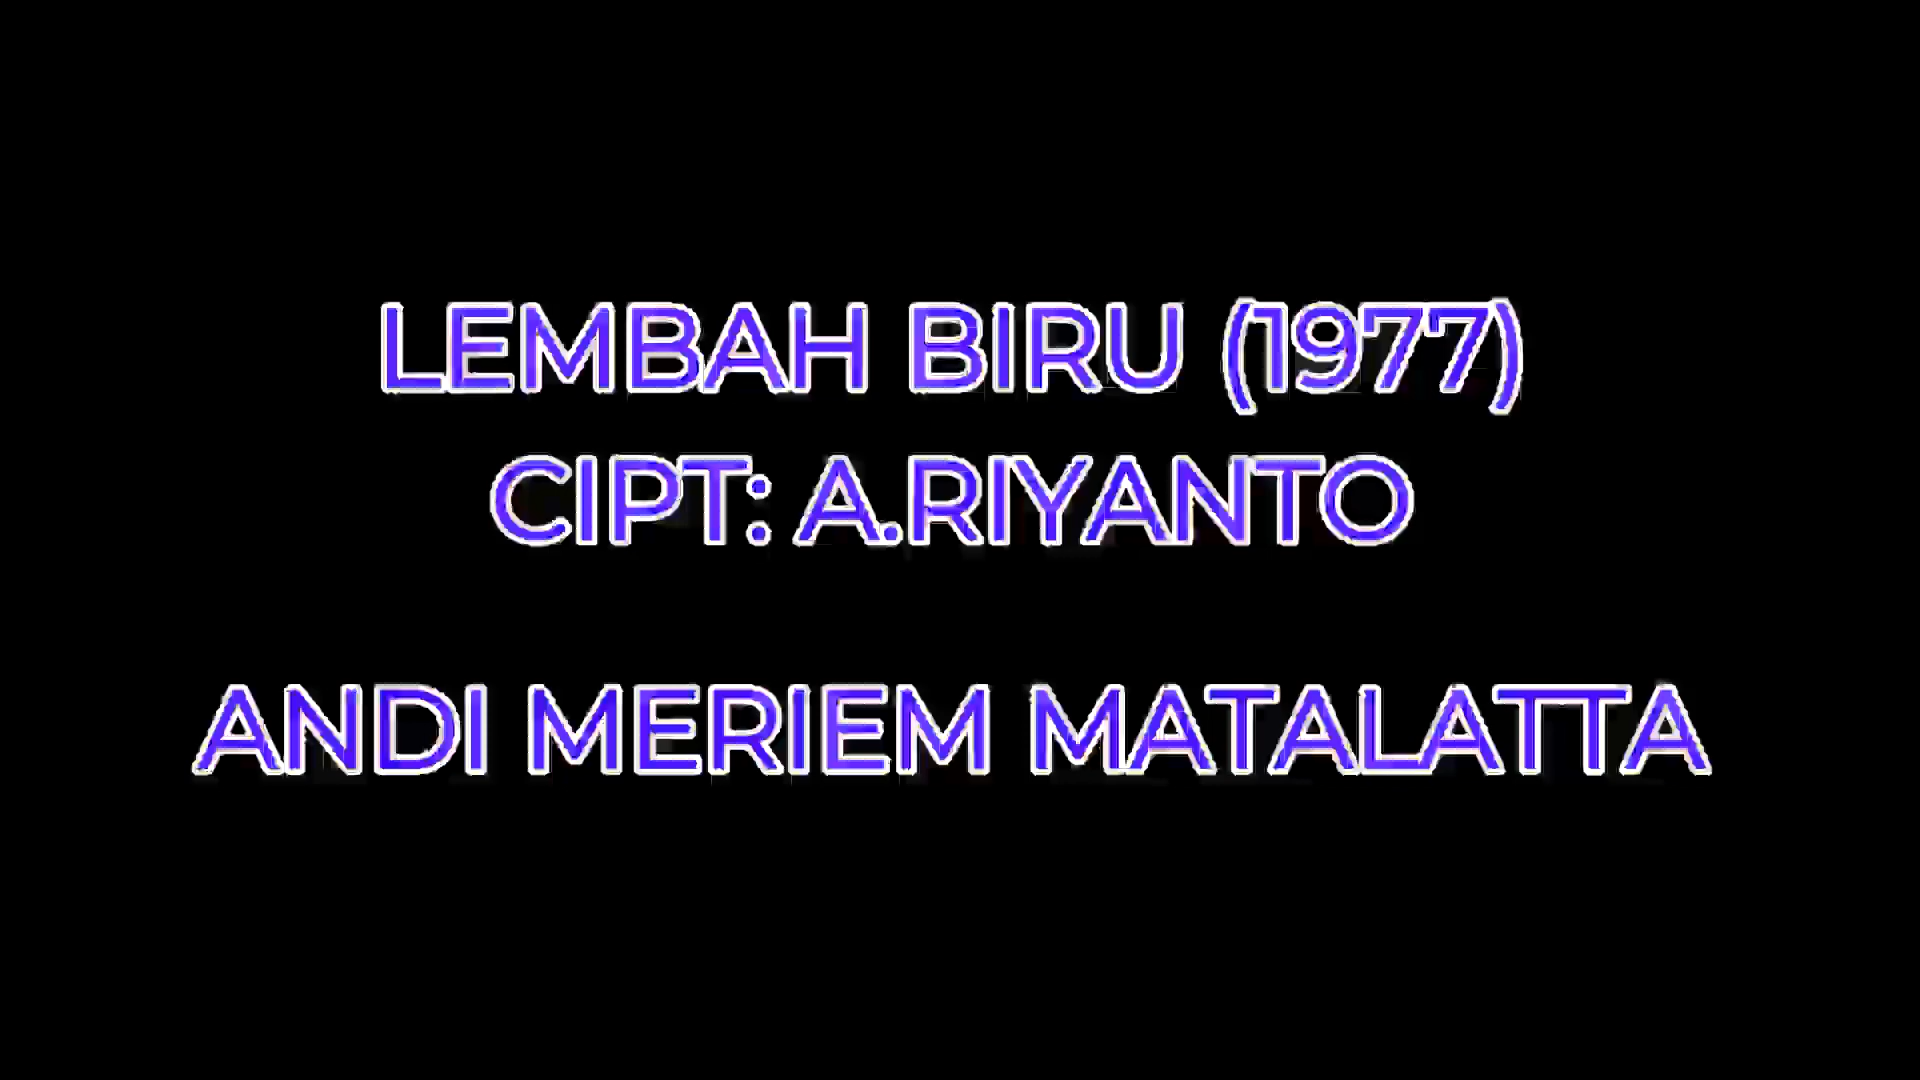 LEMBAH BIRU (1977)
CIPT: A.RIYANTO
ANDI MERIEM MATALATTA